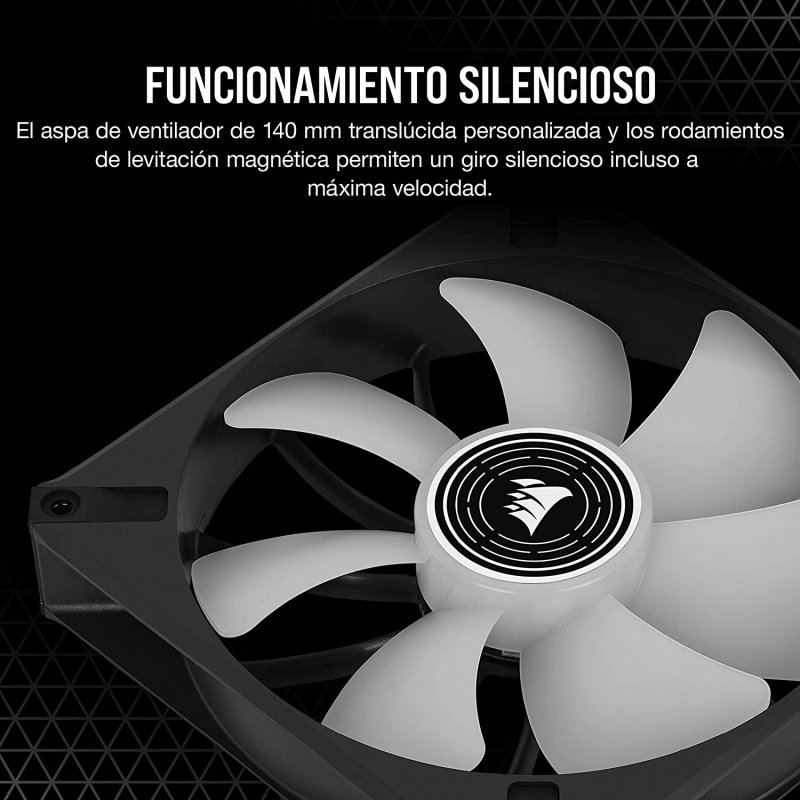 FUNCIONAMIENTO SILENCIOSO
El aspa de ventilador de 140 mm translúcida personalizada y los rodamientos
de levitación magnética permiten un giro silencioso incluso a
máxima velocidad.